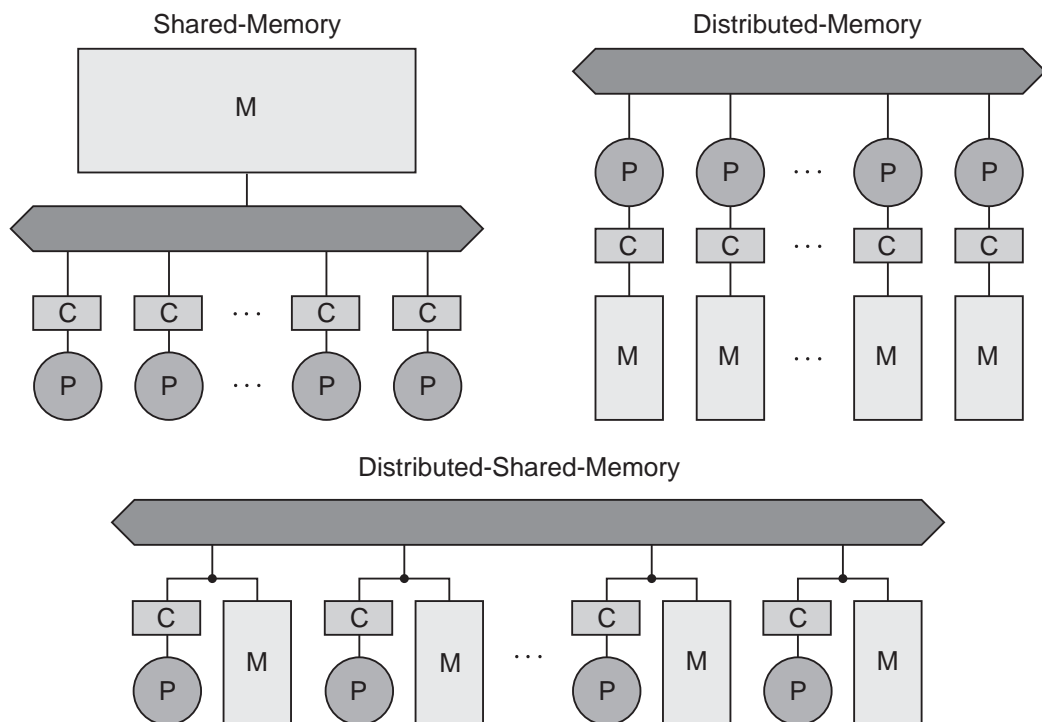 Shared-Memory
M
C C ... C C
P P ... P P
Distributed-Memory
P P ... P P
C C ... C C
M M ... M M
Distributed-Shared-Memory
C M C M ... C M C M
P P P P